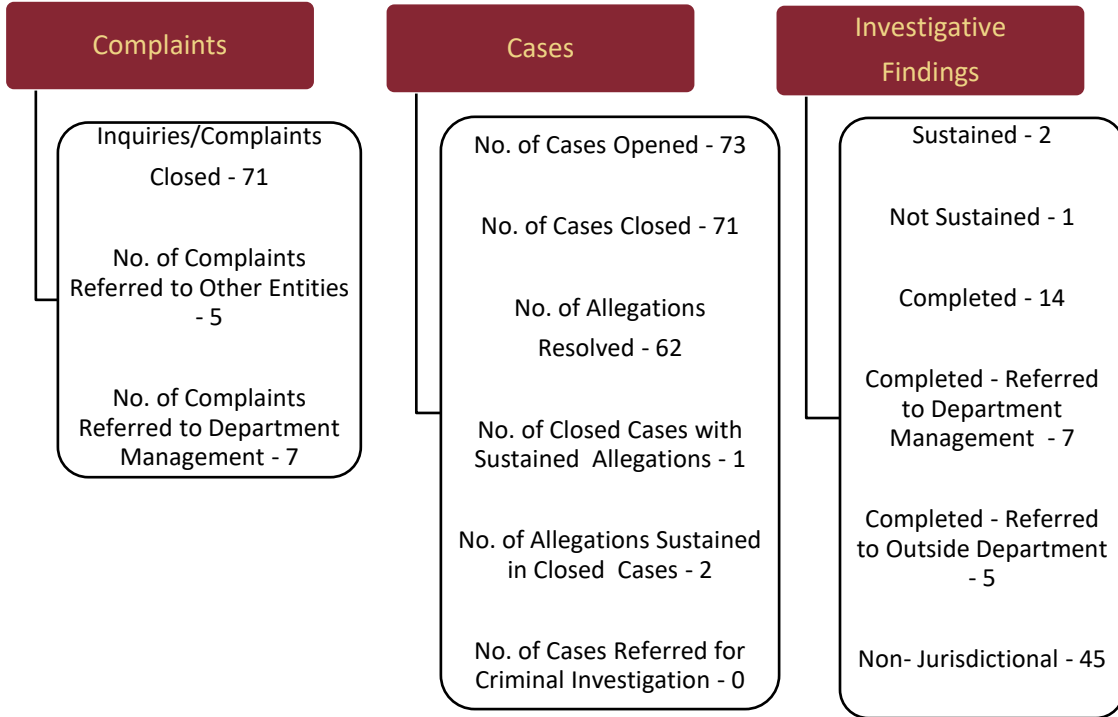 Complaints
Inquiries/Complaints
Closed - 71
No. of Complaints
Referred to Other Entities
- 5
No. of Complaints
Referred to Department
Management - 7
Cases
No. of Cases Opened - 73
No. of Cases Closed - 71
No. of Allegations
Resolved - 62
No. of Closed Cases with
Sustained Allegations - 1
No. of Allegations Sustained
in Closed Cases - 2
No. of Cases Referred for
Criminal Investigation - 0
Investigative
Findings
Sustained - 2
Not Sustained - 1
Completed - 14
Completed - Referred
to Department
Management - 7
Completed - Referred
to Outside Department
- 5
Non- Jurisdictional - 45